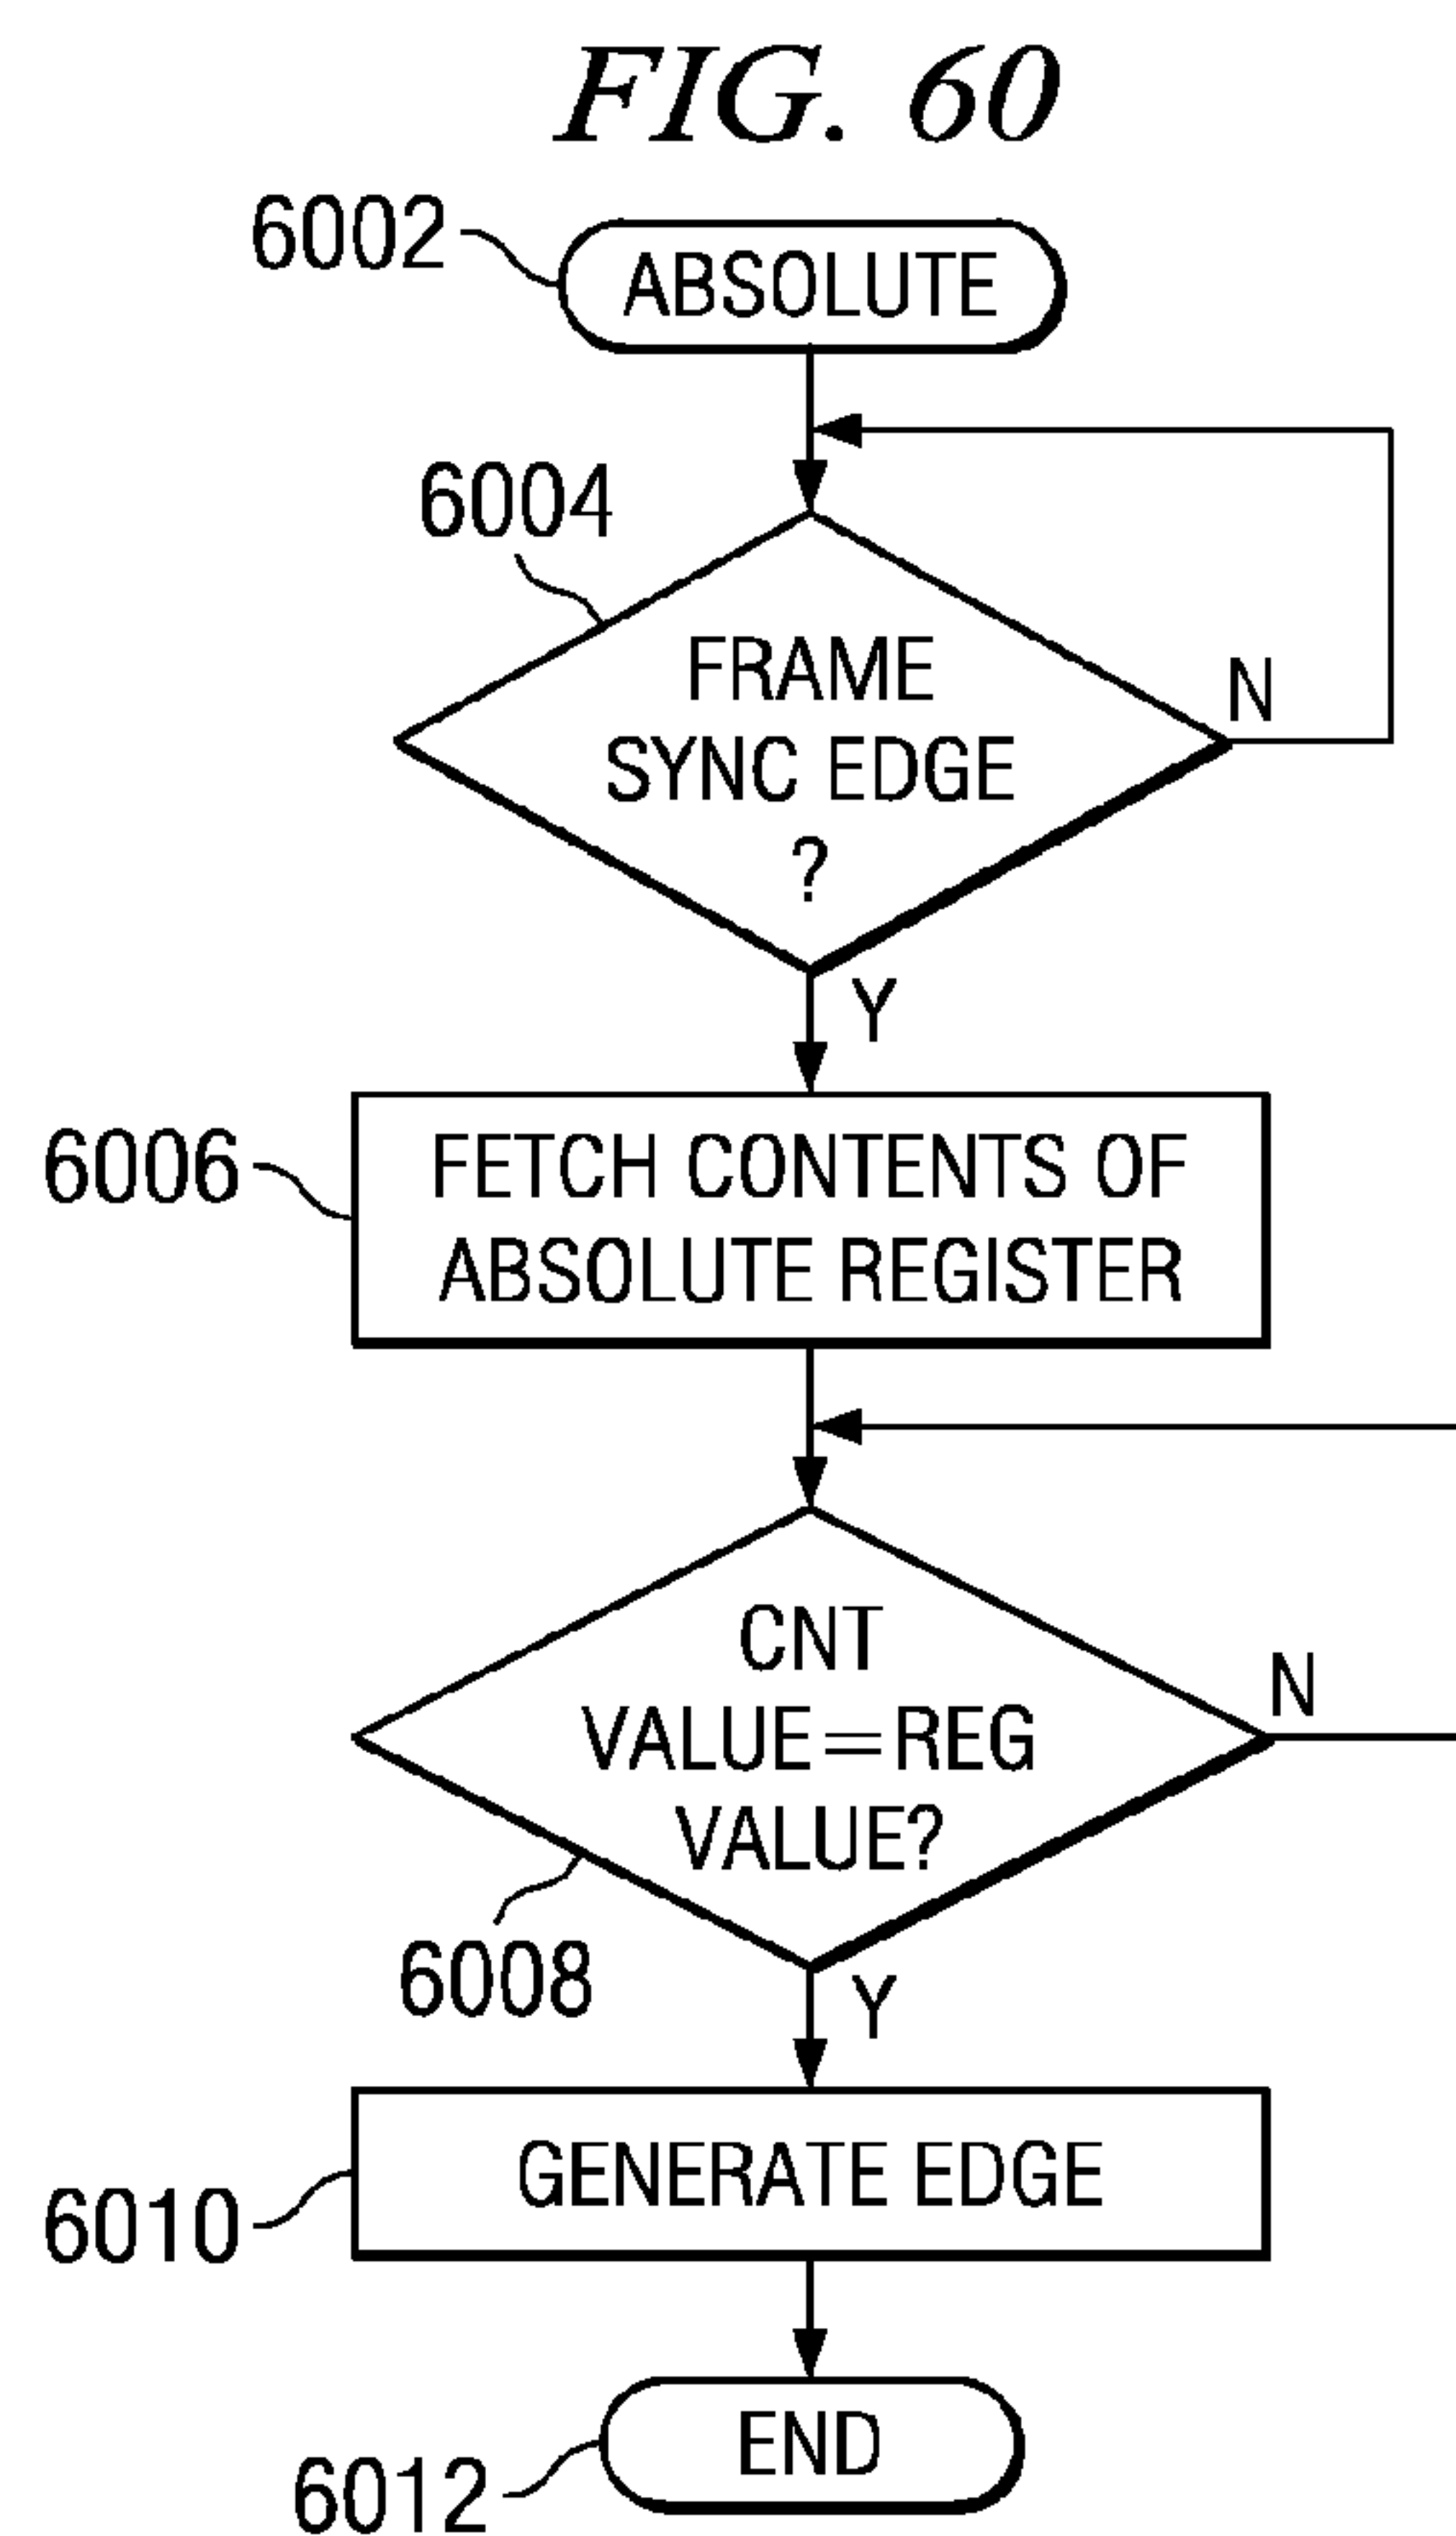 FIG. 60
6002
ABSOLUTE
6004
FRAME
SYNC EDGE
?
N
Y
6006
FETCH CONTENTS OF
ABSOLUTE REGISTER
CNT
VALUE=REG
VALUE?
N
6008
Y
GENERATE EDGE
6010
END
6012